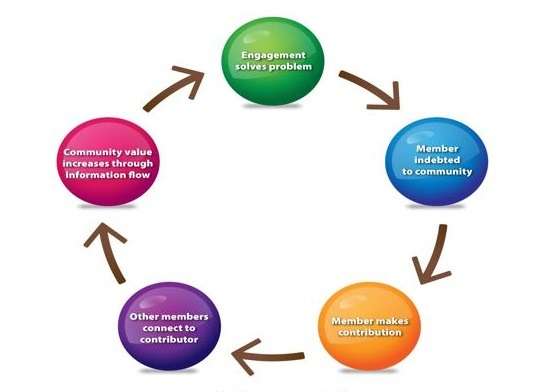 Engagement
solves problem
Member
indebted
to community
Member makes
contribution
Other members
connect to
contributor
Community value
increases through
Information flow